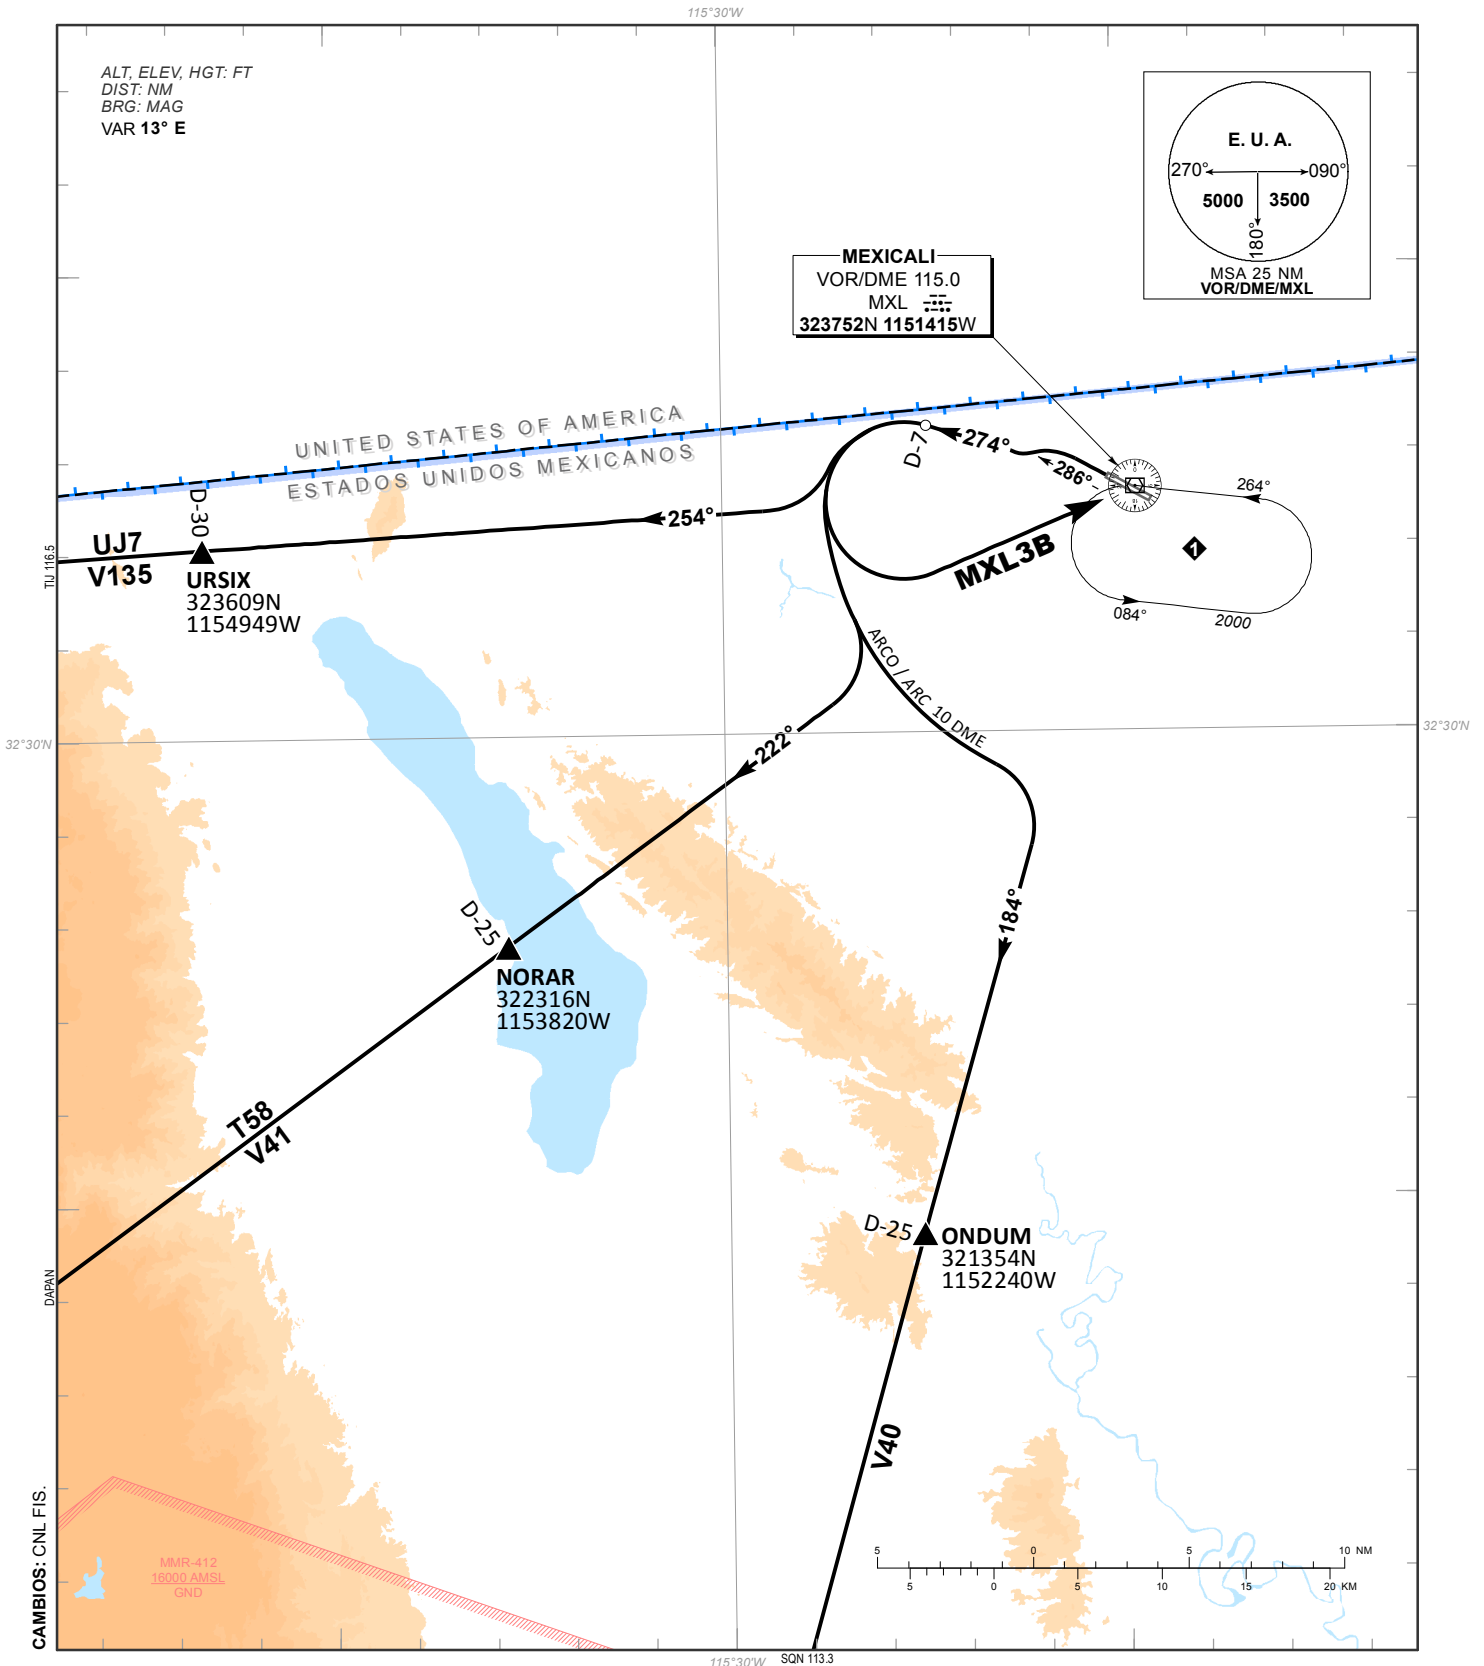 115°30'W
ALT, ELEV, HGT: FT
DIST: NM
BRG: MAG
VAR 13° E
E. U. A.
270°
090°
5000
3500
180°
MSA 25 NM
VOR/DME/MXL
MEXICALI
VOR/DME 115.0
MXL
323752N 1151415W
UNITED STATES OF AMERICA
ESTADOS UNIDOS MEXICANOS
D-7
274°
286°
264°
1
084°
2000
MXL3B
254°
D-30
UJ7
V135
TIJ 116.5
URSIX
323609N
1154949W
ARCO / ARC 10 DME
32°30'N
32°30'N
222°
184°
D-25
NORAR
322316N
1153820W
T58
V41
D-25
ONDUM
321354N
1152240W
DAPAN
V40
CAMBIOS: CNL FIS.
MMR-412
16000 AMSL
GND
5 0 5 10 NM
5 0 5 10 15 20 KM
115°30'W
SQN 113.3